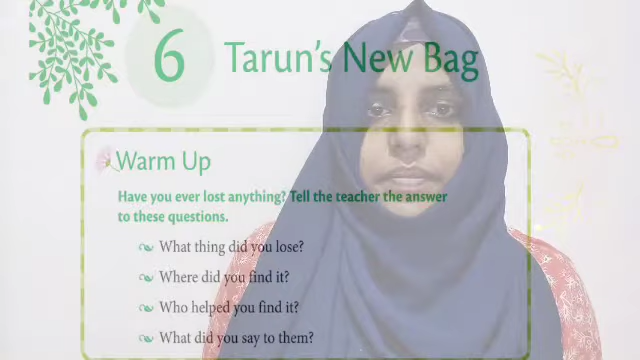 6 Tarun's New Bag
Warm Up
Have you ever lost anything? Tell the teacher the answer
to these questions.
What thing did you lose?
Where did you find it?
Who helped you find it?
What did you say to them?